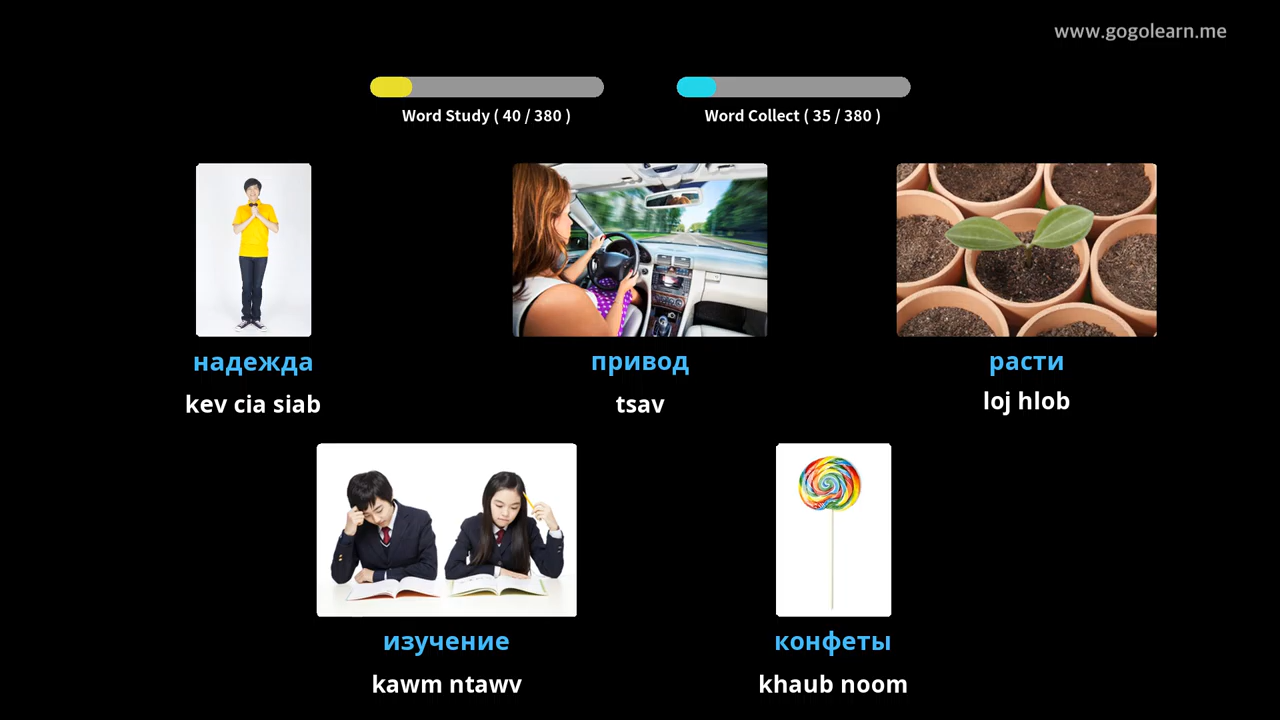 www.gogolearn.me
Word Study ( 40 / 380 )
Word Collect ( 35 / 380 )
надежда
kev cia siab
привод
tsav
расти
loj hlob
изучение
kawm ntawv
конфеты
khaub noom